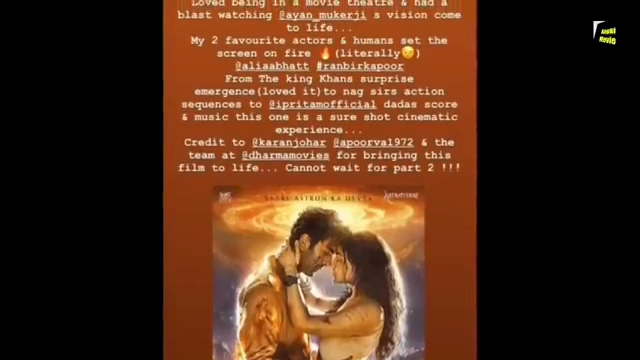 Loved being in a movie theatre & had a
blast watching @ayan_mukerji s vision come
to life...
My 2 favourite actors & humans set the
screen on fire 🔥(literally😍)
@aliaabhatt #ranbirkapoor
From The king Khans surprise
emergence(loved it)to nag sirs action
sequences to @ipritamofficial dadas score
& music this one is a sure shot cinematic
experience...
Credit to @karanjohar @apoorva1972 & the
team at @dharmamovies for bringing this
film to life... Cannot wait for part 2 !!!